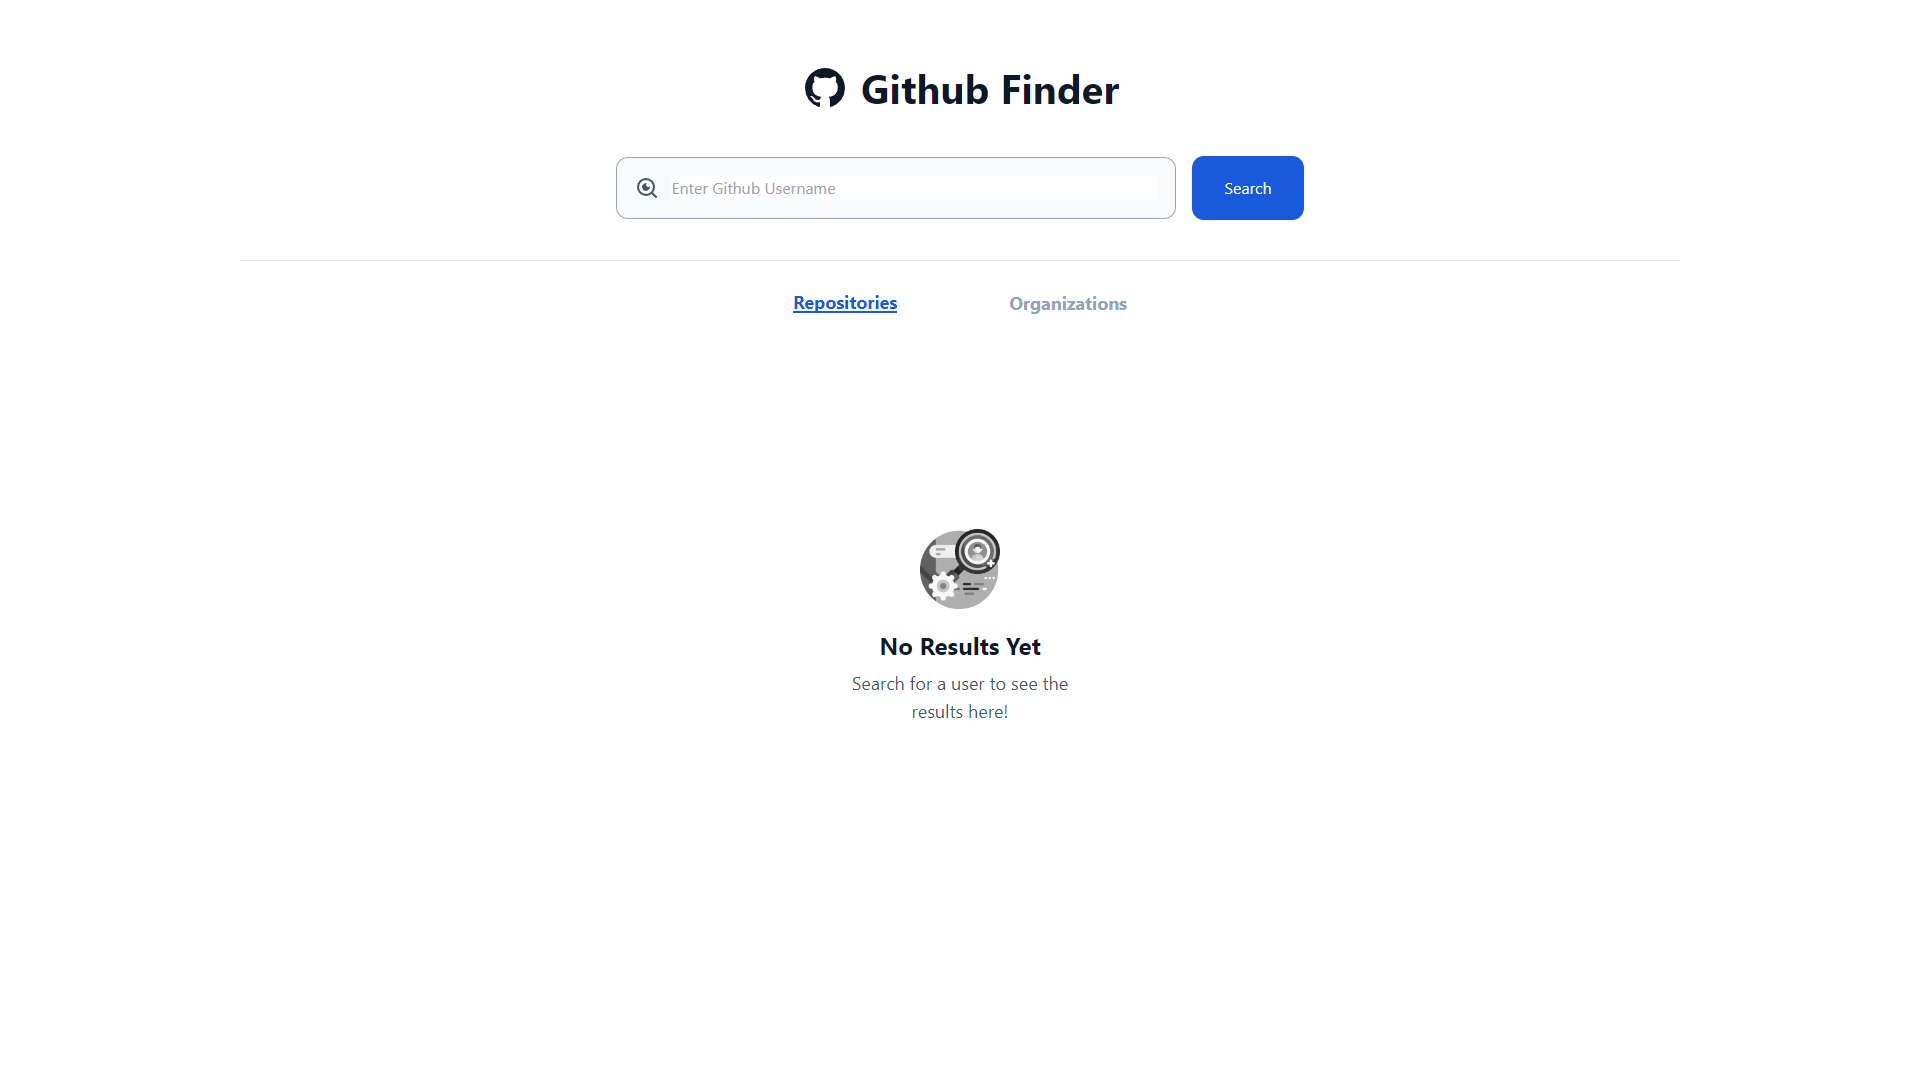 Github Finder
Enter Github Username
Search
Repositories
Organizations
No Results Yet
Search for a user to see the
results here!